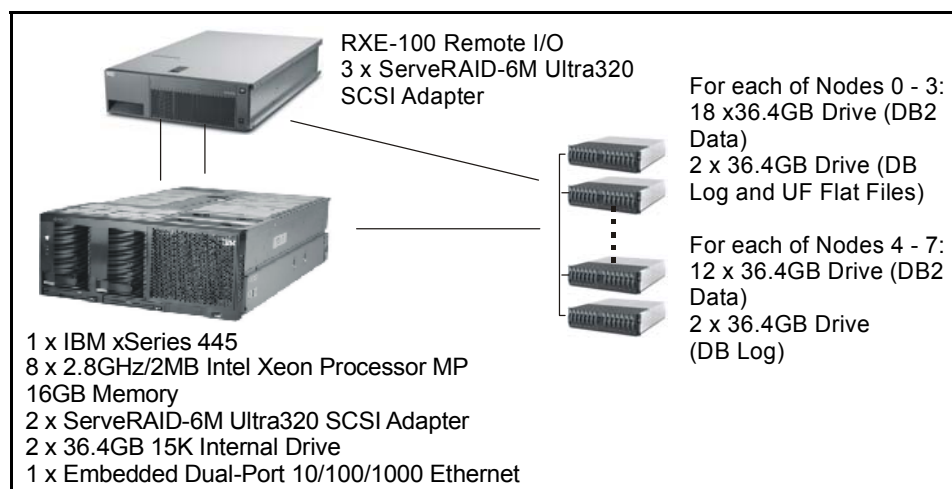 RXE-100 Remote I/O
3 x ServeRAID-6M Ultra320
SCSI Adapter
For each of Nodes 0 - 3:
18 x36.4GB Drive (DB2
Data)
2 x 36.4GB Drive (DB
Log and UF Flat Files)
For each of Nodes 4 - 7:
12 x 36.4GB Drive (DB2
Data)
2 x 36.4GB Drive
(DB Log)
1 x IBM xSeries 445
8 x 2.8GHz/2MB Intel Xeon Processor MP
16GB Memory
2 x ServeRAID-6M Ultra320 SCSI Adapter
2 x 36.4GB 15K Internal Drive
1 x Embedded Dual-Port 10/100/1000 Ethernet